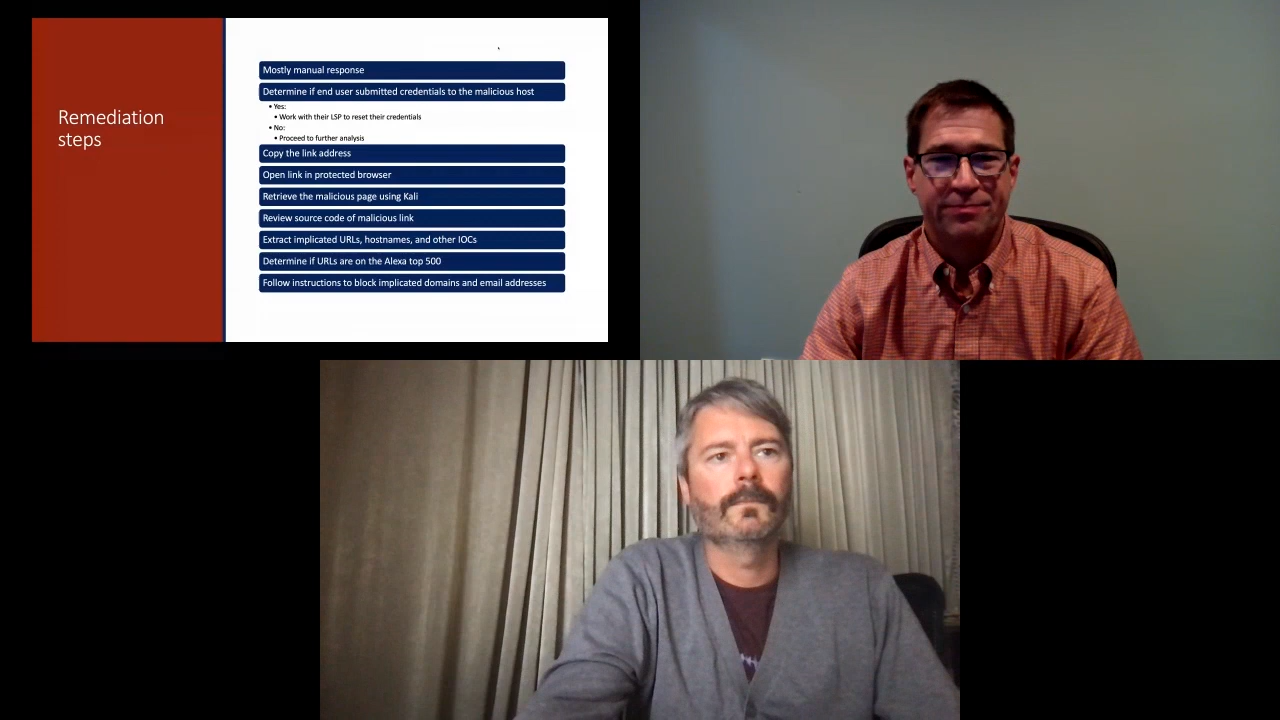 Remediation
steps
Mostly manual response
Determine if end user submitted credentials to the malicious host
• Yes:
• Work with their LSP to reset their credentials
• No:
• Proceed to further analysis
Copy the link address
Open link in protected browser
Retrieve the malicious page using Kali
Review source code of malicious link
Extract implicated URLs, hostnames, and other IOCs
Determine if URLs are on the Alexa top 500
Follow instructions to block implicated domains and email addresses